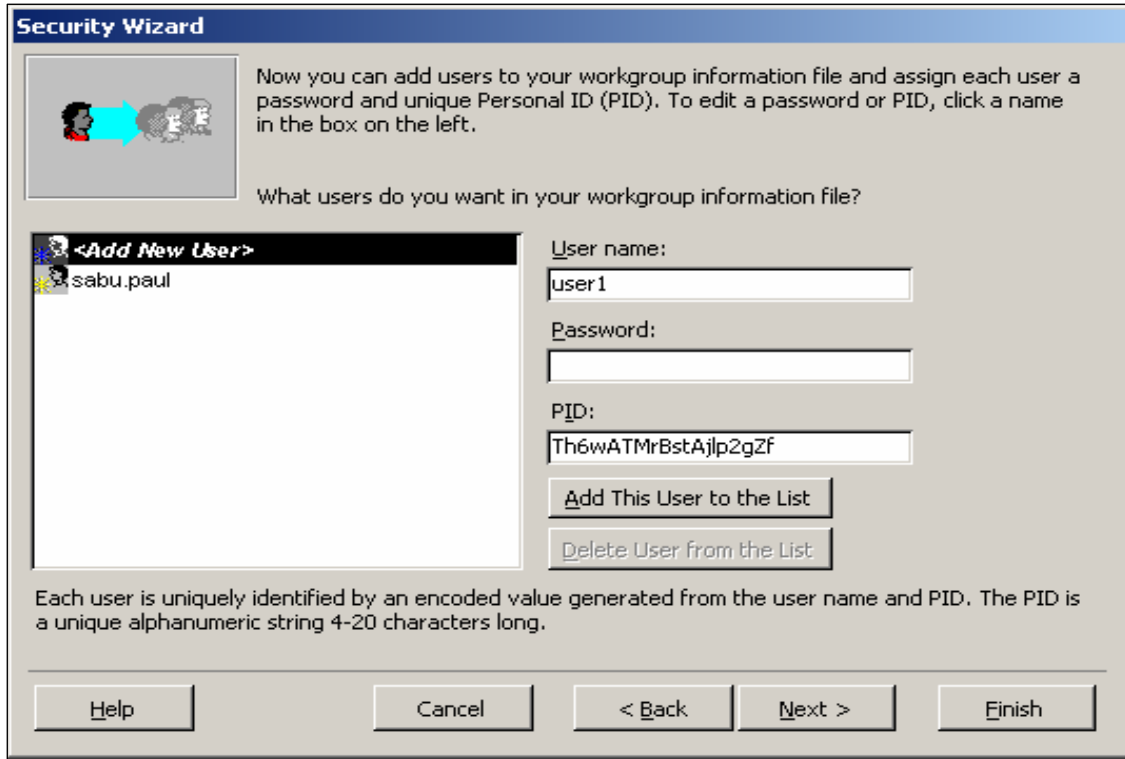 Security Wizard
Now you can add users to your workgroup information file and assign each user a
password and unique Personal ID (PID). To edit a password or PID, click a name
in the box on the left.
What users do you want in your workgroup information file?
<Add New User>
sabu.paul
User name:
user1
Password:
PID:
Th6wATMrBstAjlp2gZf
Add This User to the List
Delete User from the List
Each user is uniquely identified by an encoded value generated from the user name and PID. The PID is
a unique alphanumeric string 4-20 characters long.
Help
Cancel
< Back
Next >
Finish